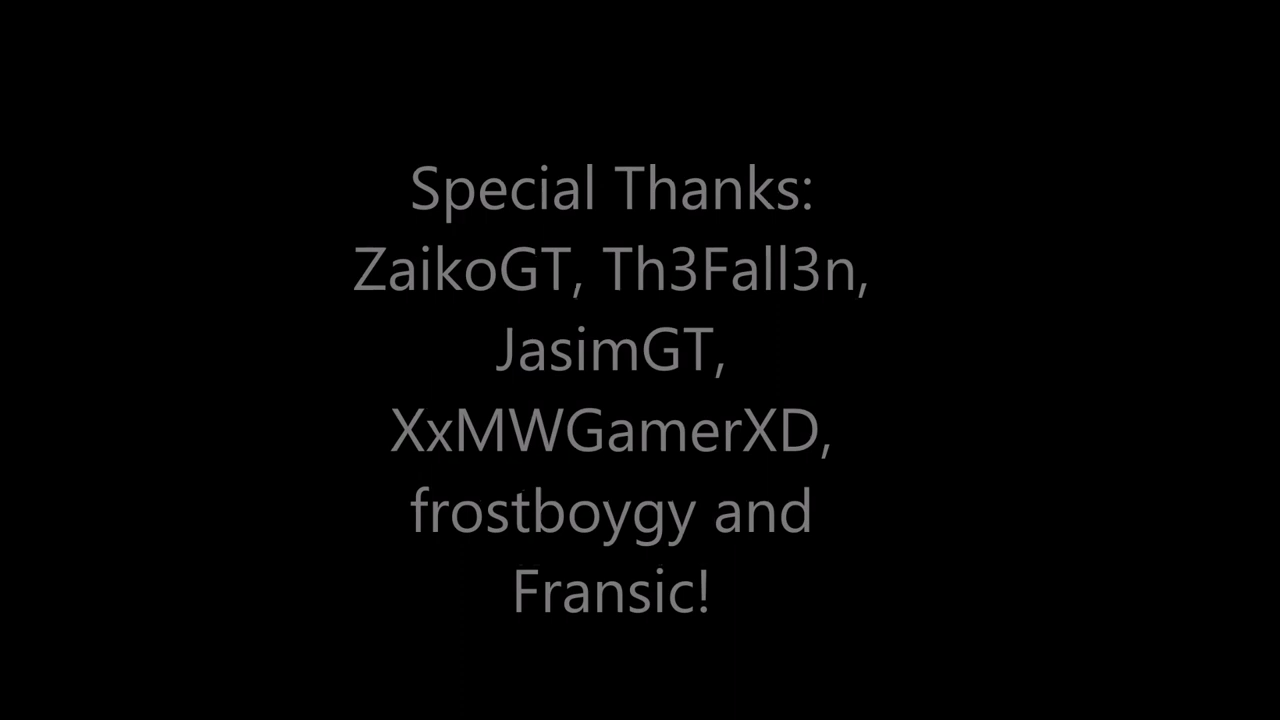 Special Thanks:
ZaikoGT, Th3Fall3n,
JasimGT,
XxMWGamerXD,
frostboygy and
Fransic!